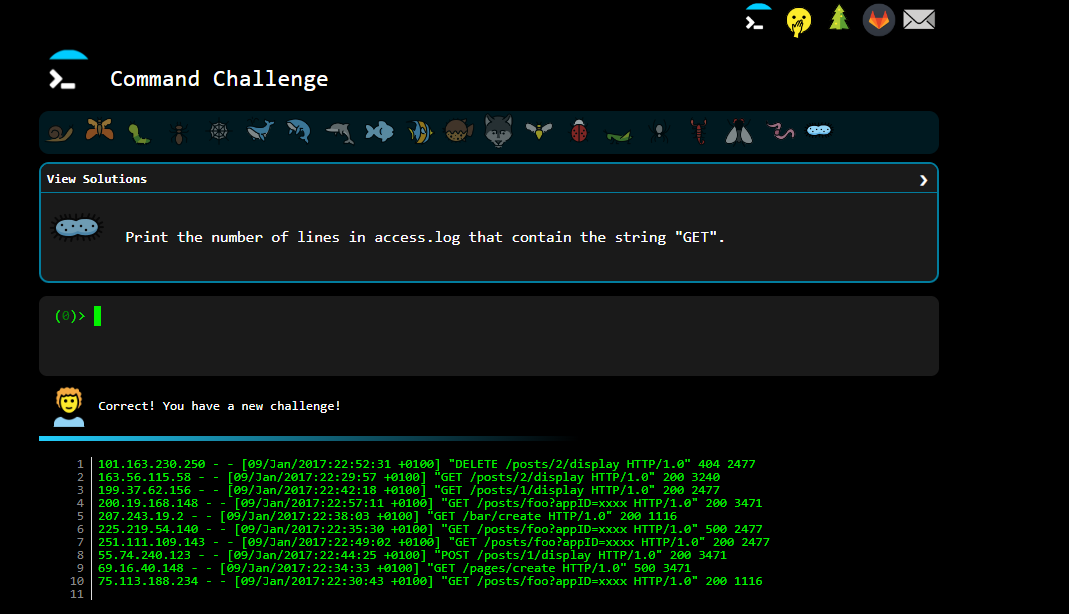 Command Challenge
View Solutions
Print the number of lines in access.log that contain the string "GET".
(0)>
Correct! You have a new challenge!
1 101.163.230.250 - - [09/Jan/2017:22:52:31 +0100] "DELETE /posts/2/display HTTP/1.0" 404 2477
2 163.56.115.58 - - [09/Jan/2017:22:29:57 +0100] "GET /posts/2/display HTTP/1.0" 200 3240
3 199.37.62.156 - - [09/Jan/2017:22:42:18 +0100] "GET /posts/1/display HTTP/1.0" 200 2477
4 200.19.168.148 - - [09/Jan/2017:22:57:11 +0100] "GET /posts/foo?appID=xxxx HTTP/1.0" 200 3471
5 207.243.19.2 - - [09/Jan/2017:22:38:03 +0100] "GET /bar/create HTTP/1.0" 200 1116
6 225.219.54.140 - - [09/Jan/2017:22:35:30 +0100] "GET /posts/foo?appID=xxxx HTTP/1.0" 500 2477
7 251.111.109.143 - - [09/Jan/2017:22:49:02 +0100] "GET /posts/foo?appID=xxxx HTTP/1.0" 200 2477
8 55.74.240.123 - - [09/Jan/2017:22:44:25 +0100] "POST /posts/1/display HTTP/1.0" 200 3471
9 69.16.40.148 - - [09/Jan/2017:22:34:33 +0100] "GET /pages/create HTTP/1.0" 500 3471
10 75.113.188.234 - - [09/Jan/2017:22:30:43 +0100] "GET /posts/foo?appID=xxxx HTTP/1.0" 200 1116
11